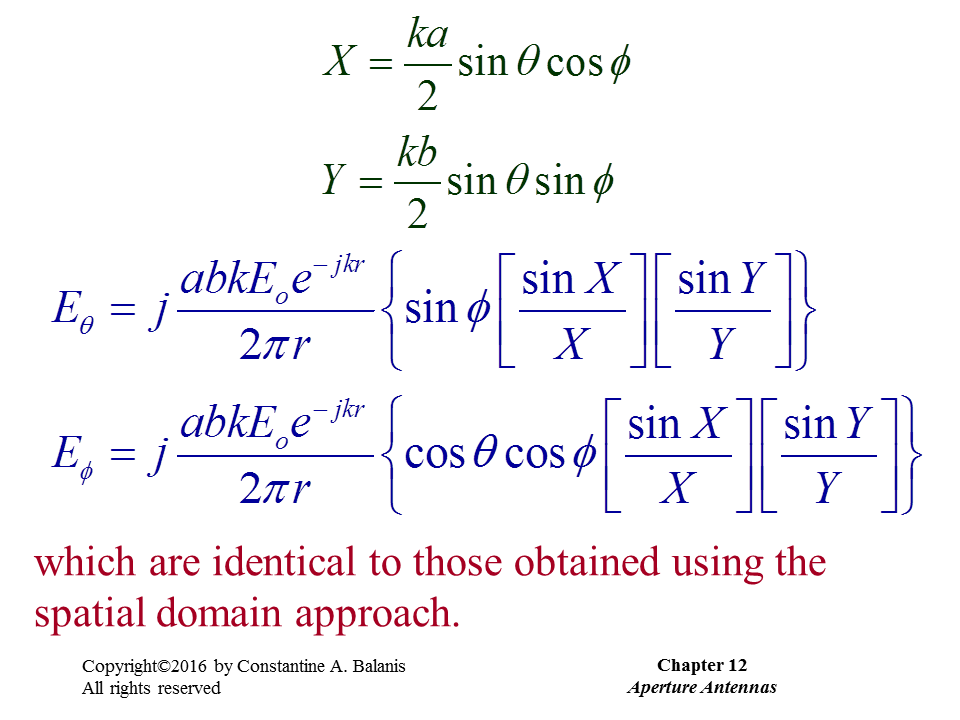 X = ka/2 sin θ cos ϕ
Y = kb/2 sin θ sin ϕ
E_θ = j abkE_o e^{-jkr}/2πr {sin ϕ [sin X/X] [sin Y/Y]}
E_ϕ = j abkE_o e^{-jkr}/2πr {cos θ cos ϕ [sin X/X] [sin Y/Y]}
which are identical to those obtained using the
spatial domain approach.
Copyright©2016 by Constantine A. Balanis
All rights reserved
Chapter 12
Aperture Antennas